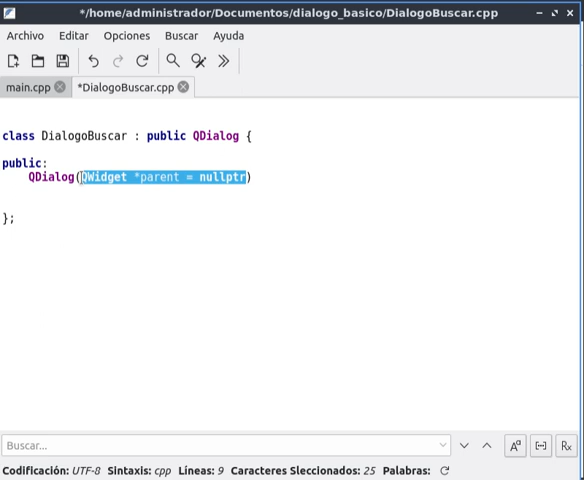 */home/administrador/Documentos/dialogo_basico/DialogoBuscar.cpp
Archivo Editar Opciones Buscar Ayuda
main.cpp *DialogoBuscar.cpp
class DialogoBuscar : public QDialog {
public:
QDialog(QWidget *parent = nullptr)
};
Buscar...
Codificación: UTF-8 Sintaxis: cpp Líneas: 9 Caracteres Sleccionados: 25 Palabras: